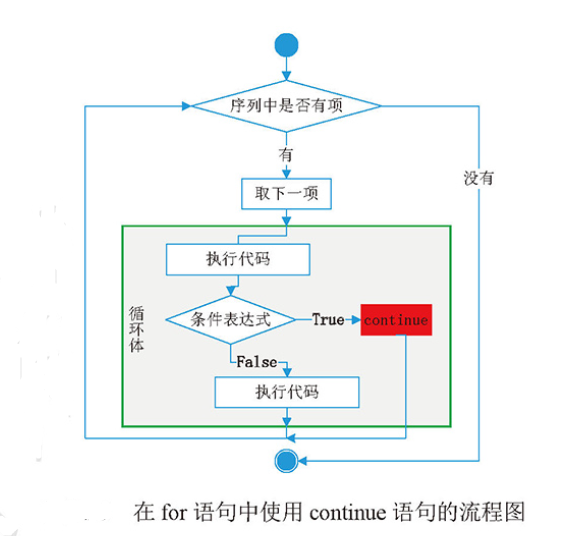 序列中是否有项
有
没有
取下一项
执行代码
循环体
条件表达式
True
continue
False
执行代码
在 for 语句中使用 continue 语句的流程图